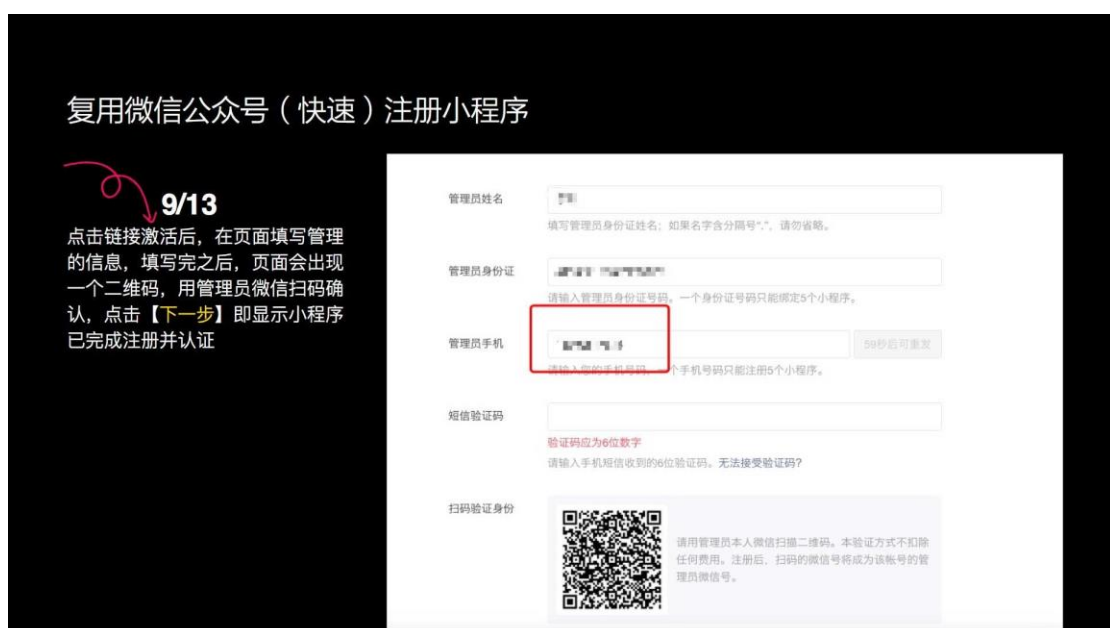 复用微信公众号（快速）注册小程序
9/13
点击链接激活后，在页面填写管理
的信息，填写完之后，页面会出现
一个二维码，用管理员微信扫码确
认，点击【下一步】即显示小程序
已完成注册并认证
管理员姓名
填写管理员身份证姓名；如果名字含分隔号“.”，请勿省略。
管理员身份证
请输入管理员身份证号码。一个身份证号码只能绑定5个小程序。
管理员手机
59秒后可重发
请输入您的手机号码，一个手机号码只能注册5个小程序。
短信验证码
验证码应为6位数字
请输入手机短信收到的6位验证码。无法接受验证码?
扫码验证身份
请用管理员本人微信扫描二维码。本验证方式不扣除
任何费用。注册后，扫码的微信号将成为该帐号的管
理员微信号。